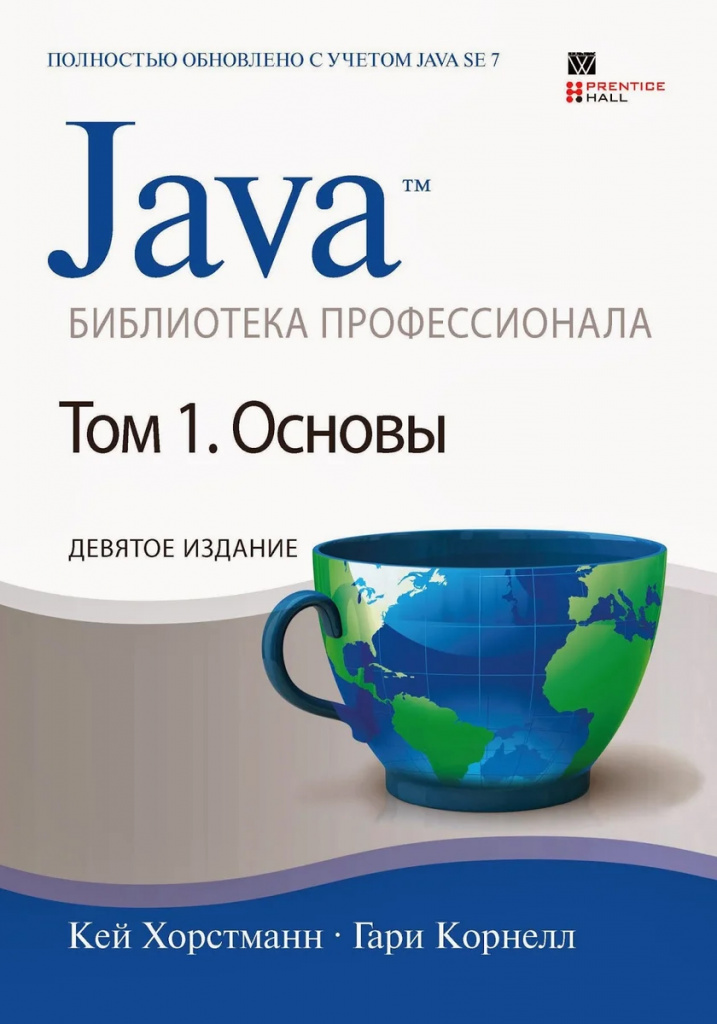 ПОЛНОСТЬЮ ОБНОВЛЕНО С УЧЕТОМ JAVA SE 7
W
PRENTICE
HALL
Java™
БИБЛИОТЕКА ПРОФЕССИОНАЛА
Том 1. Основы
ДЕВЯТОЕ ИЗДАНИЕ
Кей Хорстманн · Гари Корнелл